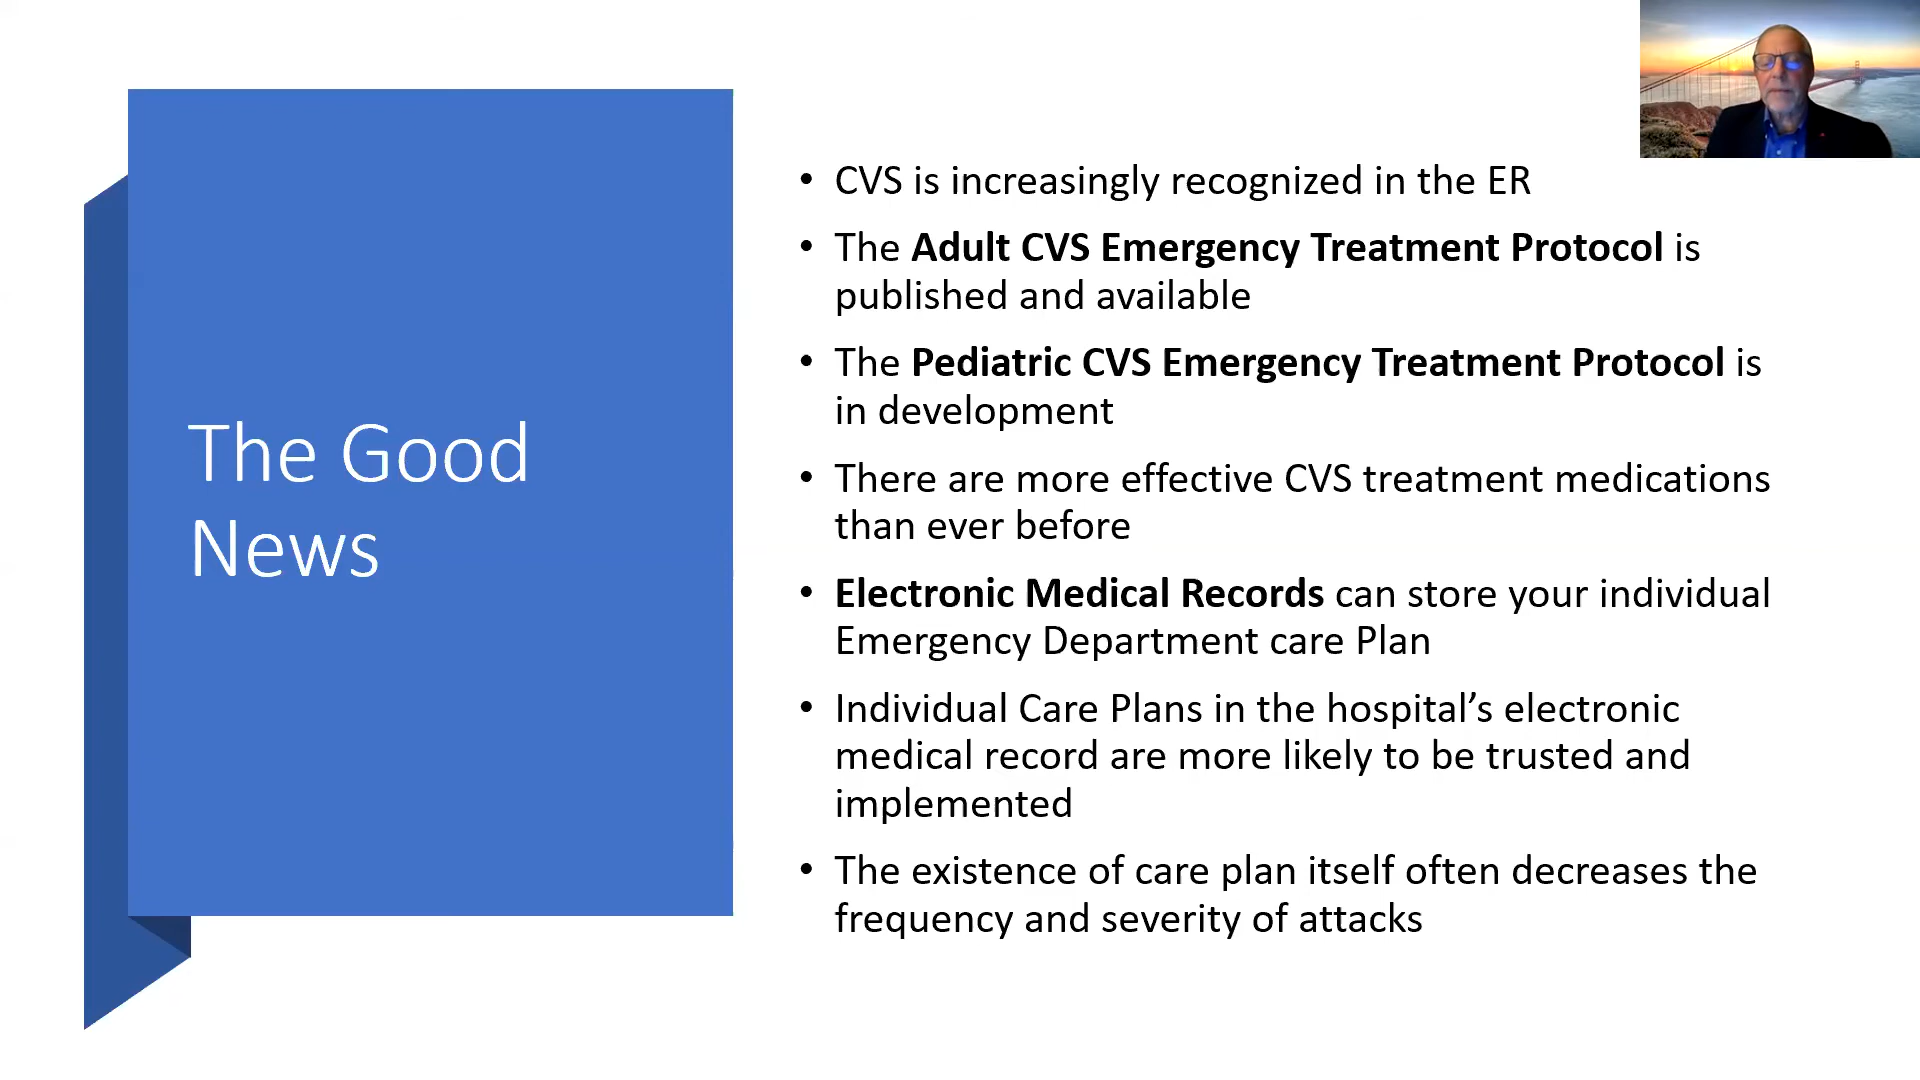 The Good
News
• CVS is increasingly recognized in the ER
• The Adult CVS Emergency Treatment Protocol is
published and available
• The Pediatric CVS Emergency Treatment Protocol is
in development
• There are more effective CVS treatment medications
than ever before
• Electronic Medical Records can store your individual
Emergency Department care Plan
• Individual Care Plans in the hospital’s electronic
medical record are more likely to be trusted and
implemented
• The existence of care plan itself often decreases the
frequency and severity of attacks